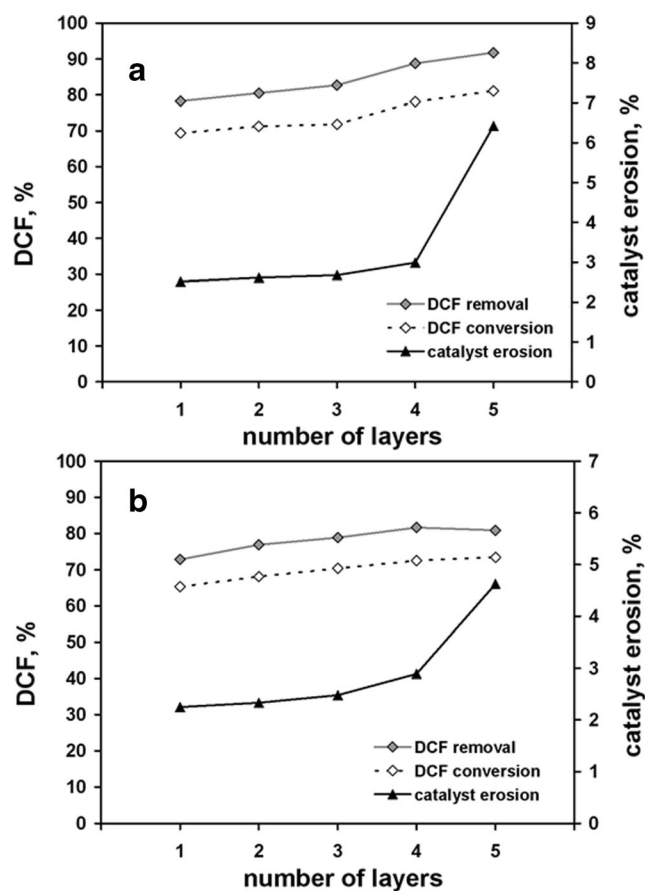 a
DCF, %
100
90
80
70
60
50
40
30
20
10
0
9
8
7
6
5
4
3
2
1
0
catalyst erosion, %
DCF removal
DCF conversion
catalyst erosion
1 2 3 4 5
number of layers
b
DCF, %
100
90
80
70
60
50
40
30
20
10
0
7
6
5
4
3
2
1
0
catalyst erosion, %
DCF removal
DCF conversion
catalyst erosion
1 2 3 4 5
number of layers